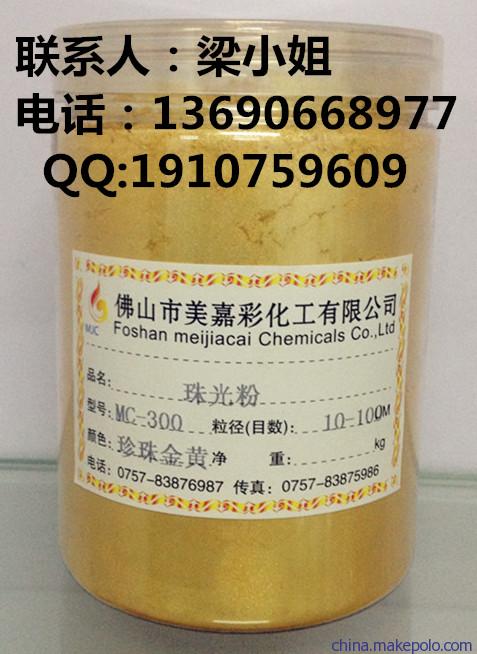 联系人：梁小姐
电话：13690668977
QQ:1910759609
MJC
佛山市美嘉彩化工有限公司
Foshan meijiacai Chemicals Co.,Ltd
品名: 珠光粉
型号: MC-300 粒径(目数): 10-100M
颜色: 珍珠金黄 净 重: kg
电话: 0757-83876987 传真: 0757-83875986
china.makepolo.com